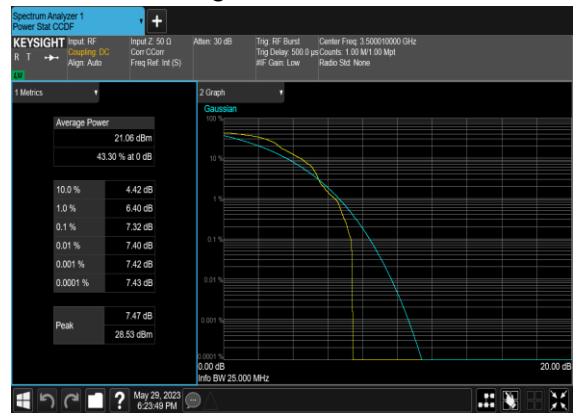 Spectrum Analyzer 1
Power Stat CCDF
KEYSIGHT
R T
LXI
Input: RF
Coupling: DC
Align: Auto
Input Z: 50 Ω
Corr CCorr
Freq Ref: Int (S)
Atten: 30 dB
Trig: RF Burst
Trig Delay: 500.0 µs
#IF Gain: Low
Center Freq: 3.500010000 GHz
Counts: 1.00 M/1.00 Mpt
Radio Std: None
1 Metrics
Average Power
21.06 dBm
43.30 % at 0 dB
10.0 % 4.42 dB
1.0 % 6.40 dB
0.1 % 7.32 dB
0.01 % 7.40 dB
0.001 % 7.42 dB
0.0001 % 7.43 dB
Peak
7.47 dB
28.53 dBm
2 Graph
Gaussian
100 %
10 %
1 %
0.1 %
0.01 %
0.001 %
0.0001 %
0.00 dB
20.00 dB
Info BW 25.000 MHz
May 29, 2023
6:23:49 PM